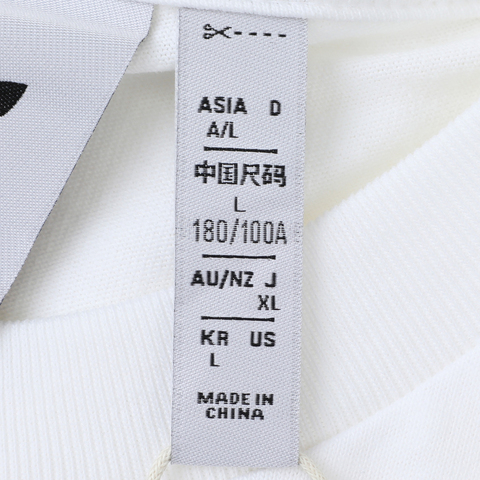 ASIA D
A/L
中国尺码
L
180/100A
AU/NZ J
XL
KR US
L
MADE IN
CHINA